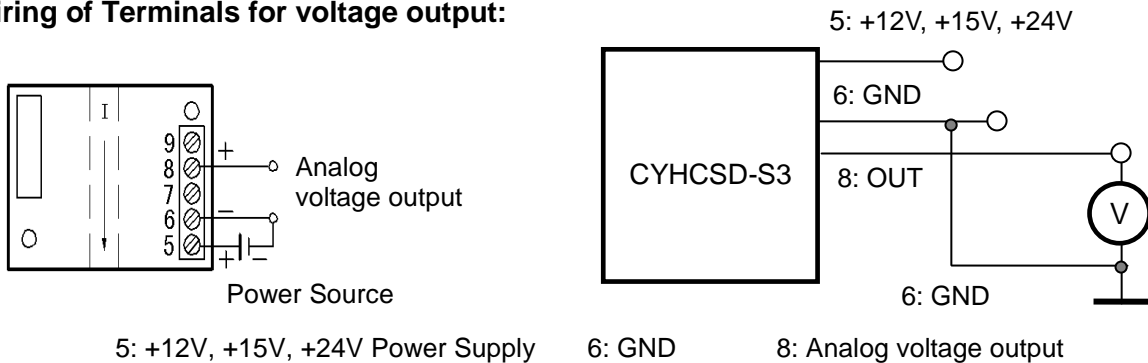 iring of Terminals for voltage output:
I
9
8
7
6
5
+
−
+
−
Analog
voltage output
Power Source
5: +12V, +15V, +24V
6: GND
CYHCSD-S3
8: OUT
V
6: GND
5: +12V, +15V, +24V Power Supply 6: GND 8: Analog voltage output